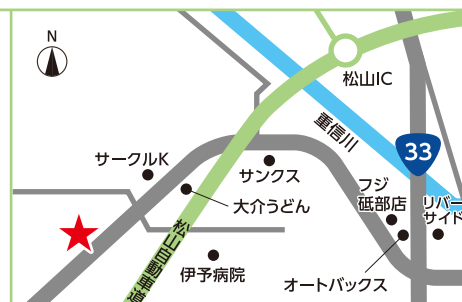 N
松山IC
重信川
33
サークルK
サンクス
大介うどん
フジ
砥部店
リバー
サイド
松山自動車道
伊予病院
オートバックス